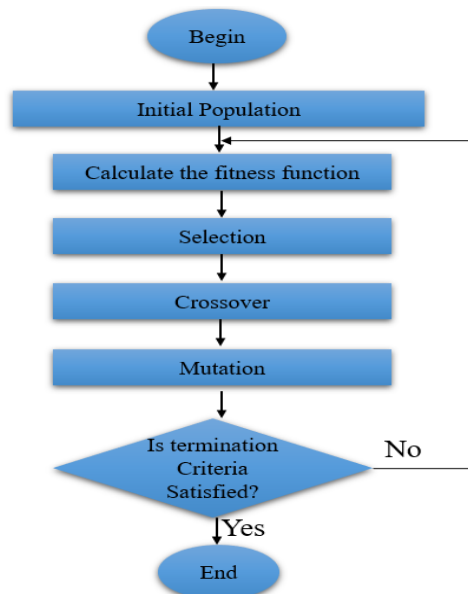 Begin
Initial Population
Calculate the fitness function
Selection
Crossover
Mutation
Is termination
Criteria
Satisfied?
No
Yes
End